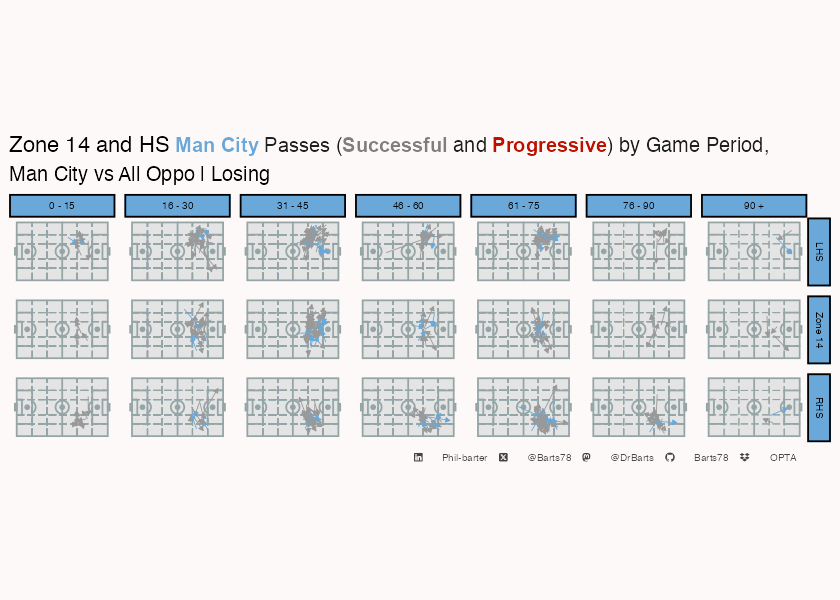 Zone 14 and HS Man City Passes (Successful and Progressive) by Game Period,
Man City vs All Oppo | Losing
0 - 15 16 - 30 31 - 45 46 - 60 61 - 75 76 - 90 90 +
LHS
Zone 14
RHS
Phil-barter @Barts78 @DrBarts Barts78 OPTA